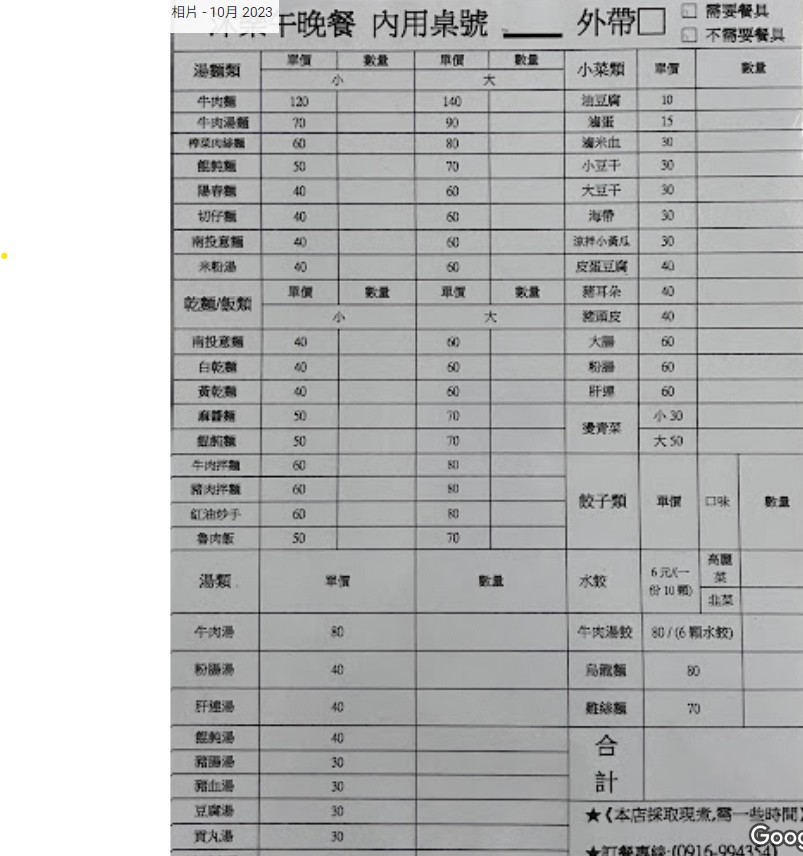 相片 - 10月 2023
午晚餐 內用桌號 ____ 外帶□
□ 需要餐具
□ 不需要餐具
湯麵類 單價 數量 單價 數量
小 大
牛肉麵 120 140
牛肉湯麵 70 90
榨菜肉絲麵 60 80
餛飩麵 50 70
陽春麵 40 60
切仔麵 40 60
南投意麵 40 60
米粉湯 40 60
乾麵/飯類 單價 數量 單價 數量
小 大
南投意麵 40 60
白乾麵 40 60
黃乾麵 40 60
麻醬麵 50 70
餛飩麵 50 70
牛肉拌麵 60 80
豬肉拌麵 60 80
紅油炒手 60 80
魯肉飯 50 70
湯類 單價 數量
牛肉湯 80
粉腸湯 40
肝連湯 40
餛飩湯 40
豬腸湯 30
豬血湯 30
豆腐湯 30
貢丸湯 30
小菜類 單價 數量
油豆腐 10
滷蛋 15
滷米血 30
小豆干 30
大豆干 30
海帶 30
涼拌小黃瓜 30
皮蛋豆腐 40
豬耳朵 40
豬頭皮 40
大腸 60
粉腸 60
肝連 60
燙青菜 小 30
大 50
餃子類 單價 口味 數量
水餃 6 元/(一份 10 顆) 高麗菜
韭菜
牛肉湯餃 80 / (6 顆水餃)
烏龍麵 80
雞絲麵 70
合計
★《本店採取現煮,需一些時間》
★訂餐專線:(0916-994354)
Goog